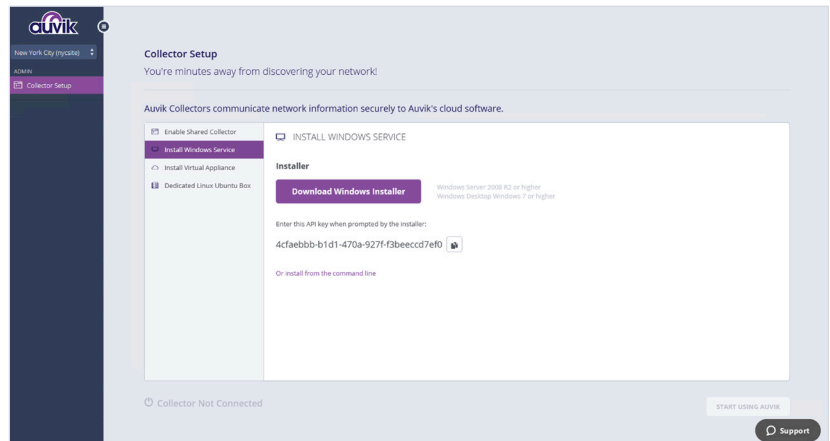 auvik
New York City (nycsite)
ADMIN
Collector Setup
Collector Setup
You're minutes away from discovering your network!
Auvik Collectors communicate network information securely to Auvik's cloud software.
Enable Shared Collector
Install Windows Service
Install Virtual Appliance
Dedicated Linux Ubuntu Box
INSTALL WINDOWS SERVICE
Installer
Download Windows Installer
Windows Server 2008 R2 or higher
Windows Desktop Windows 7 or higher
Enter this API key when prompted by the installer:
4cfaebbb-b1d1-470a-927f-f3beeccd7ef0
Or install from the command line
Collector Not Connected
START USING AUVIK
Support